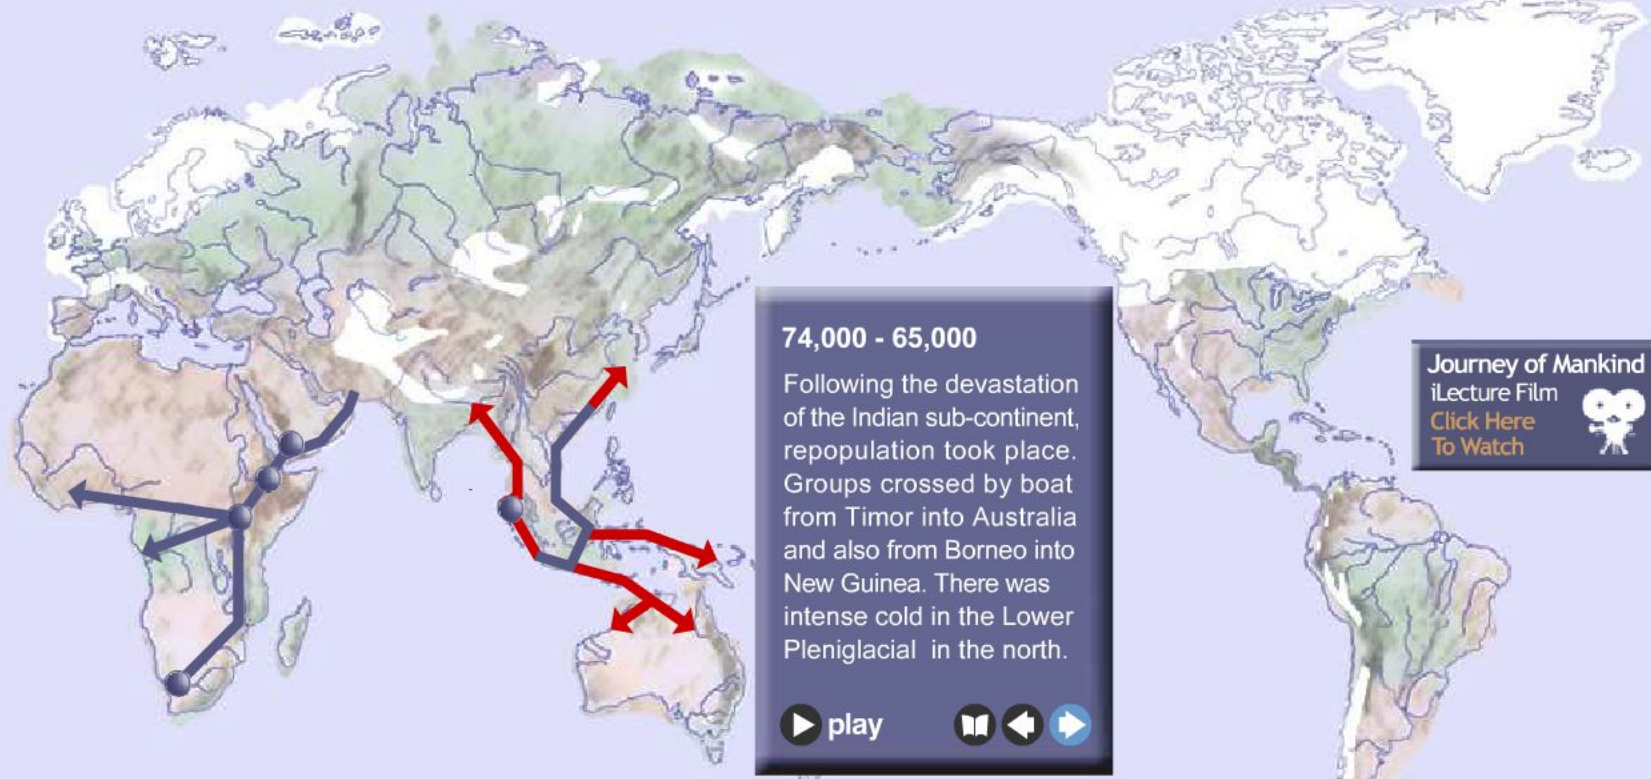 74,000 - 65,000
Following the devastation
of the Indian sub-continent,
repopulation took place.
Groups crossed by boat
from Timor into Australia
and also from Borneo into
New Guinea. There was
intense cold in the Lower
Pleniglacial in the north.
play
Journey of Mankind
iLecture Film
Click Here
To Watch